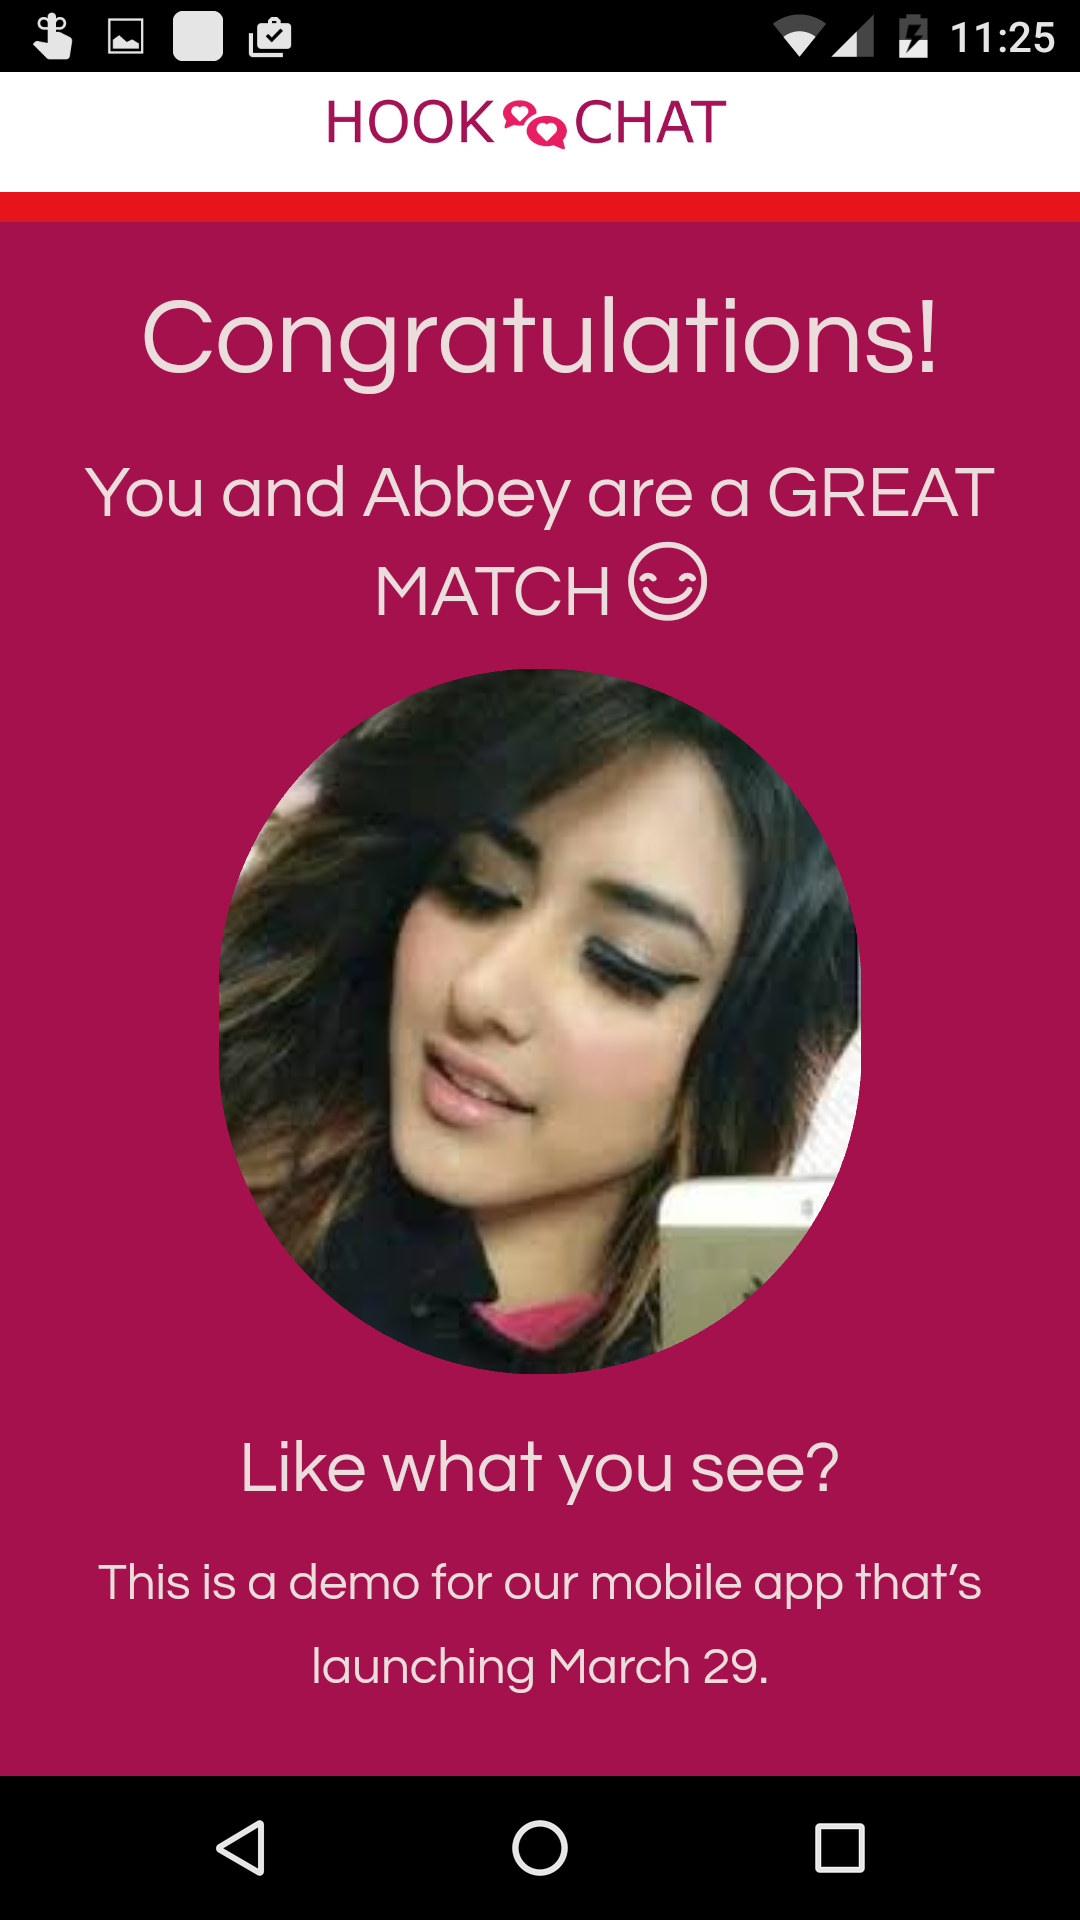 11:25
HOOK CHAT
Congratulations!
You and Abbey are a GREAT
MATCH
Like what you see?
This is a demo for our mobile app that’s
launching March 29.